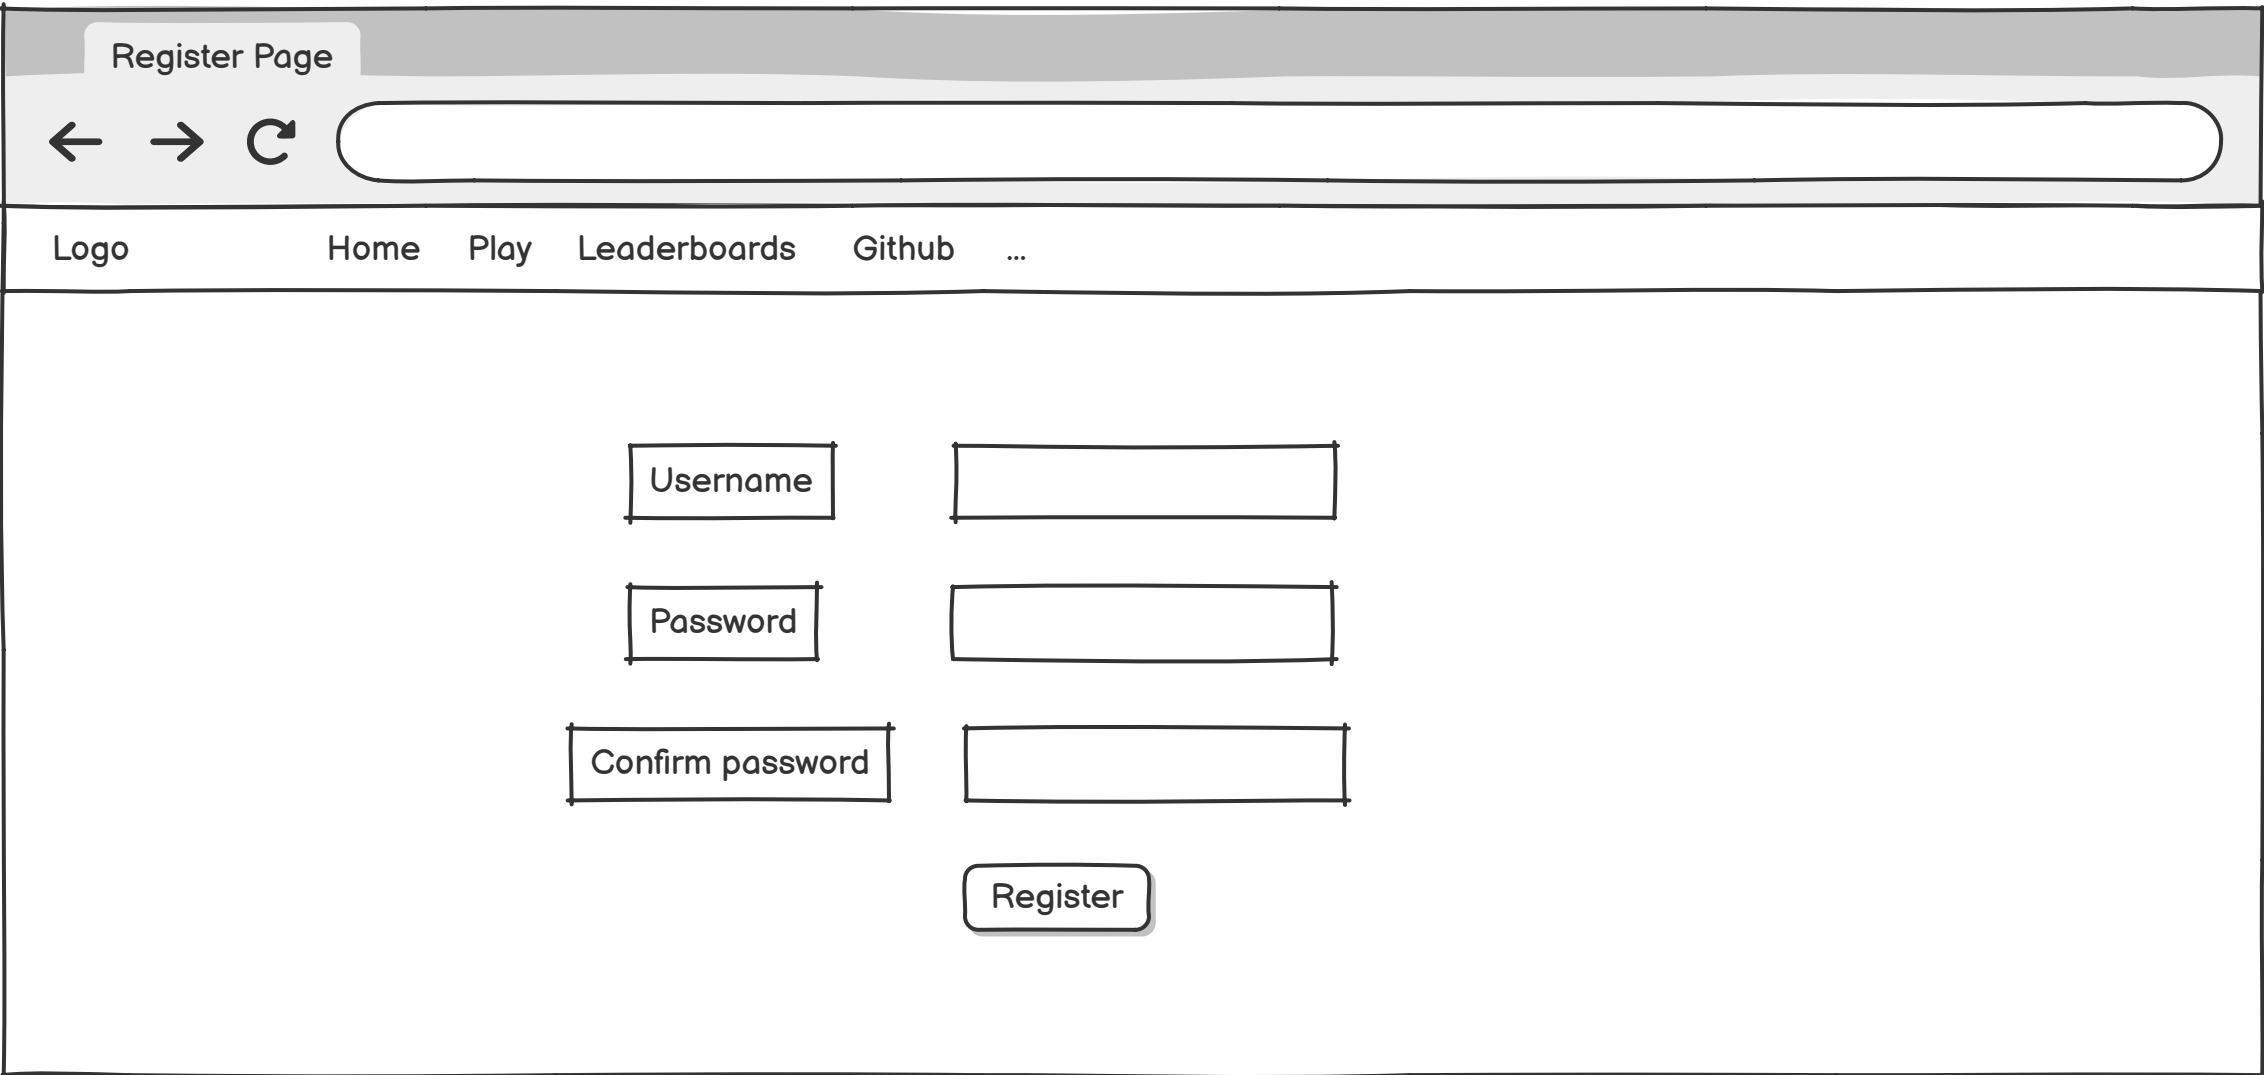 Register Page
Logo Home Play Leaderboards Github ...
Username
Password
Confirm password
Register